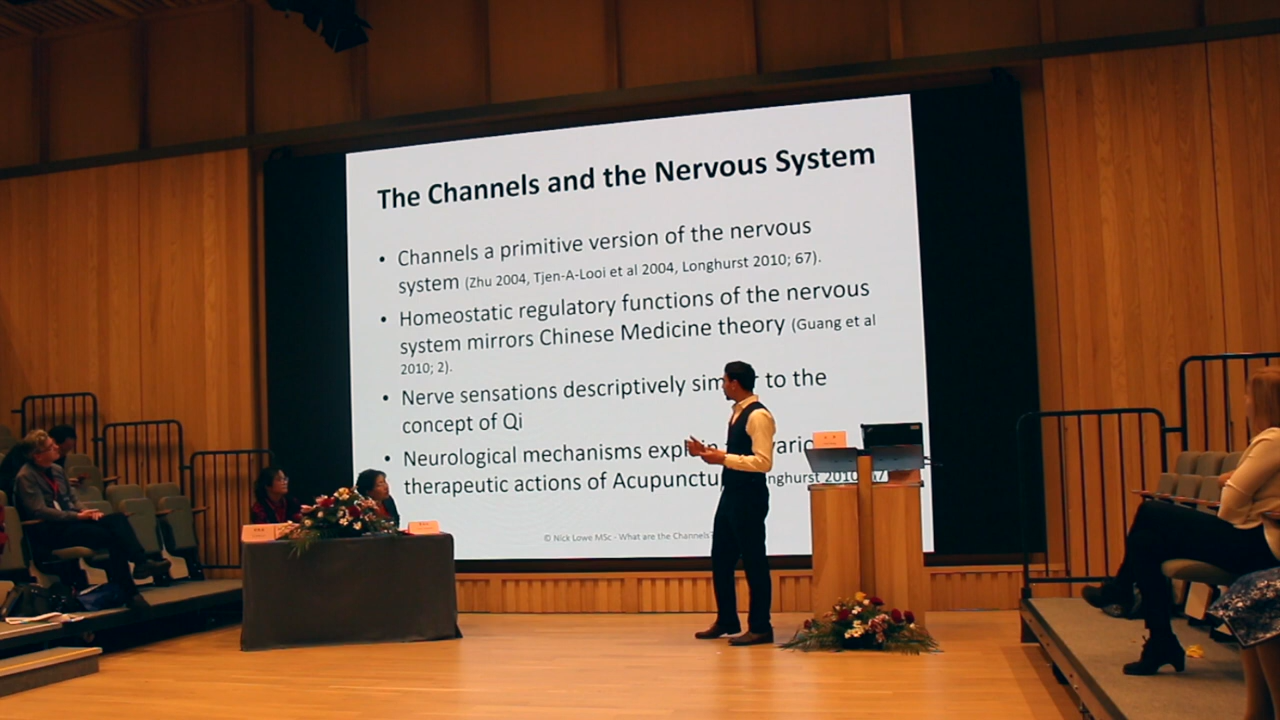 The Channels and the Nervous System
• Channels a primitive version of the nervous
system (Zhu 2004, Tjen-A-Looi et al 2004, Longhurst 2010; 67).
• Homeostatic regulatory functions of the nervous
system mirrors Chinese Medicine theory (Guang et al
2010; 2).
• Nerve sensations descriptively to the
concept of Qi
• Neurological mechanisms
therapeutic actions of 2010
© Nick Lowe MSc - What are the Channels?